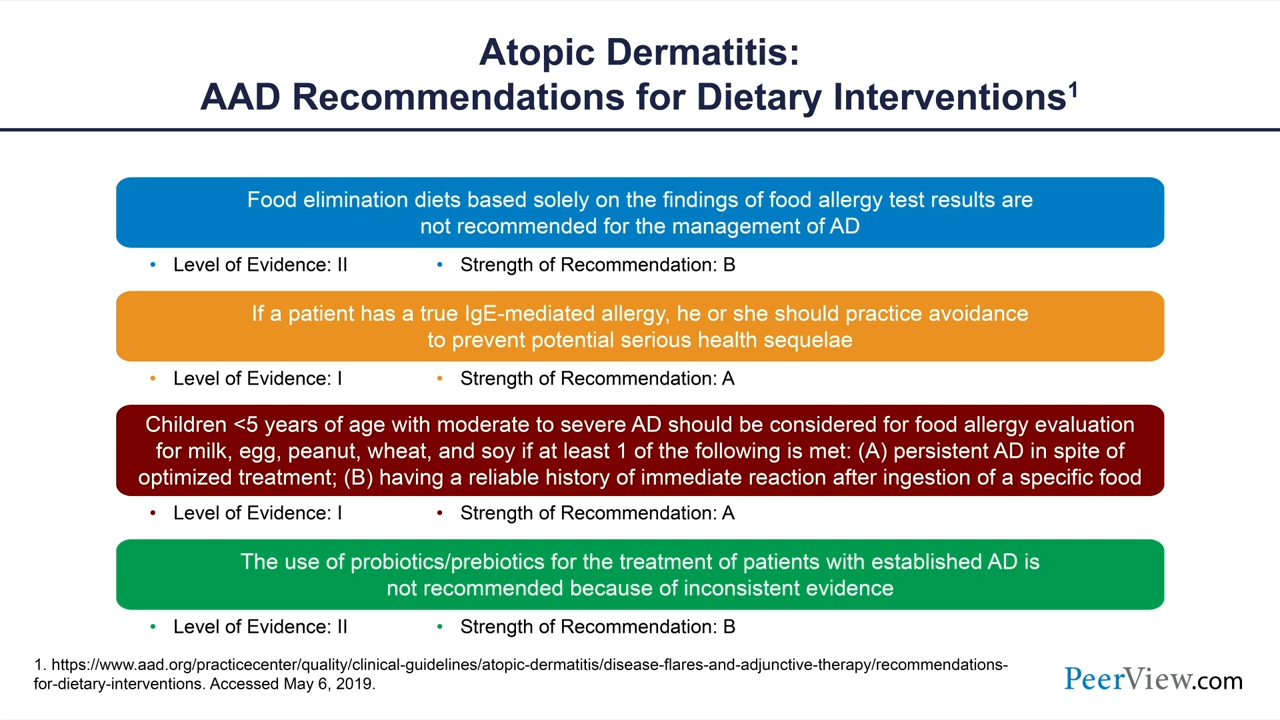 Atopic Dermatitis:
AAD Recommendations for Dietary Interventions¹
Food elimination diets based solely on the findings of food allergy test results are
not recommended for the management of AD
• Level of Evidence: II • Strength of Recommendation: B
If a patient has a true IgE-mediated allergy, he or she should practice avoidance
to prevent potential serious health sequelae
• Level of Evidence: I • Strength of Recommendation: A
Children <5 years of age with moderate to severe AD should be considered for food allergy evaluation
for milk, egg, peanut, wheat, and soy if at least 1 of the following is met: (A) persistent AD in spite of
optimized treatment; (B) having a reliable history of immediate reaction after ingestion of a specific food
• Level of Evidence: I • Strength of Recommendation: A
The use of probiotics/prebiotics for the treatment of patients with established AD is
not recommended because of inconsistent evidence
• Level of Evidence: II • Strength of Recommendation: B
1. https://www.aad.org/practicecenter/quality/clinical-guidelines/atopic-dermatitis/disease-flares-and-adjunctive-therapy/recommendations-
for-dietary-interventions. Accessed May 6, 2019.
PeerView.com